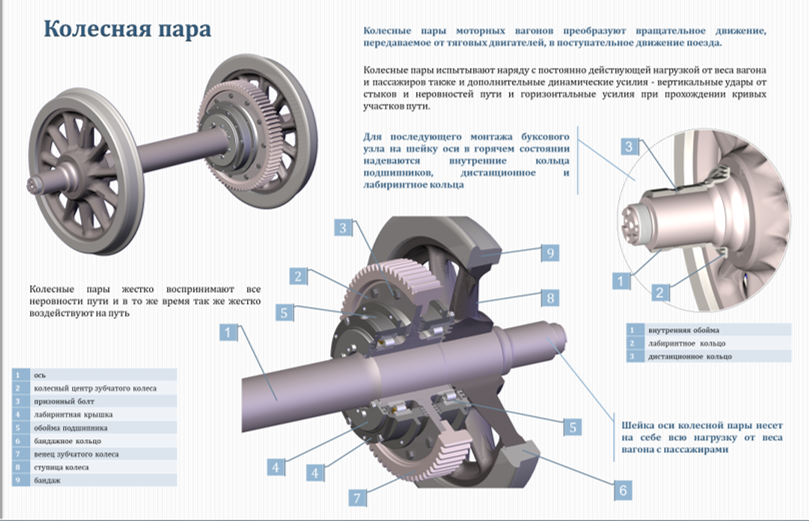 Колесная пара
Колесные пары моторных вагонов преобразуют вращательное движение,
передаваемое от тяговых двигателей, в поступательное движение поезда.
Колесные пары испытывают наряду с постоянно действующей нагрузкой от веса вагона
и пассажиров также и дополнительные динамические усилия - вертикальные удары от
стыков и неровностей пути и горизонтальные усилия при прохождении кривых
участков пути.
Для последующего монтажа буксового
узла на шейку оси в горячем состоянии
надеваются внутренние кольца
подшипников, дистанционное и
лабиринтное кольца
3
1
2
1 внутренняя обойма
2 лабиринтное кольцо
3 дистанционное кольцо
Колесные пары жестко воспринимают все
неровности пути и в то же время так же жестко
воздействуют на путь
3
2
5
1
9
8
5
4
4
7
6
1 ось
2 колесный центр зубчатого колеса
3 призонный болт
4 лабиринтная крышка
5 обойма подшипника
6 бандажное кольцо
7 венец зубчатого колеса
8 ступица колеса
9 бандаж
Шейка оси колесной пары несет
на себе всю нагрузку от веса
вагона с пассажирами